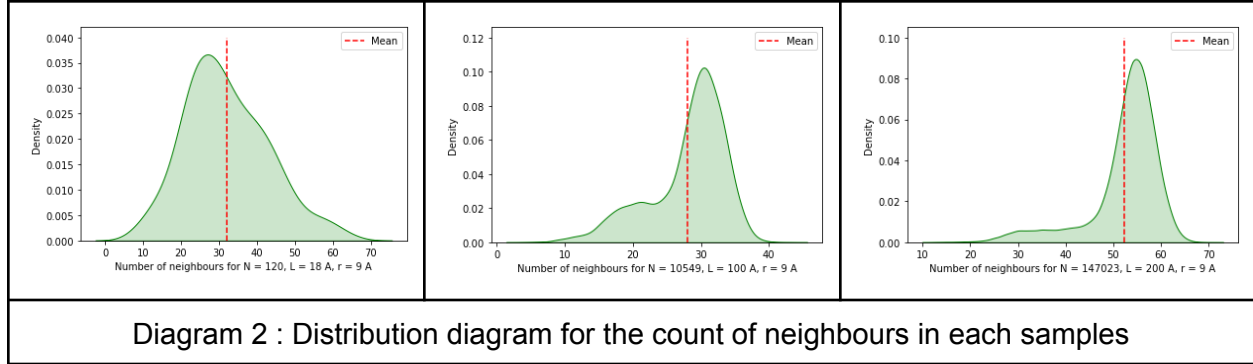 0.040
0.035
0.030
0.025
0.020
0.015
0.010
0.005
0.000
Density
Mean
0 10 20 30 40 50 60 70
Number of neighbours for N = 120, L = 18 A, r = 9 A
0.12
0.10
0.08
0.06
0.04
0.02
0.00
Density
Mean
0 10 20 30 40
Number of neighbours for N = 10549, L = 100 A, r = 9 A
0.10
0.08
0.06
0.04
0.02
0.00
Density
Mean
10 20 30 40 50 60 70
Number of neighbours for N = 147023, L = 200 A, r = 9 A
Diagram 2 : Distribution diagram for the count of neighbours in each samples